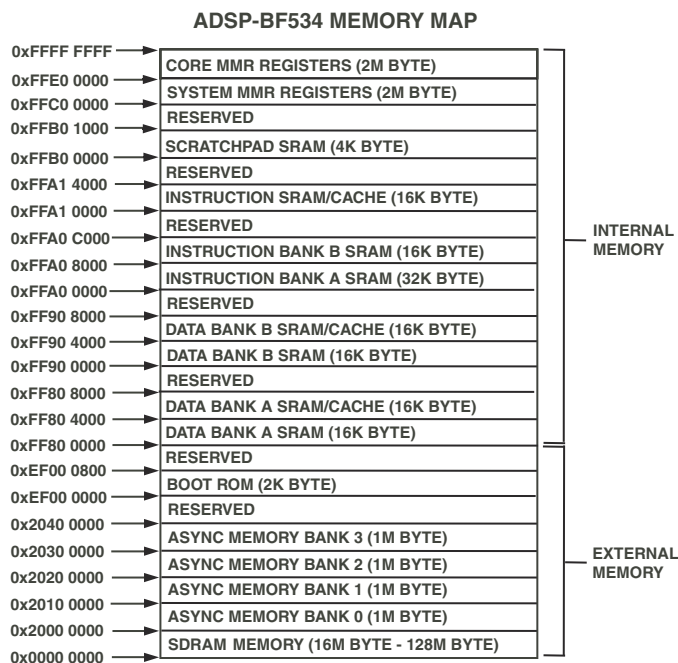 ADSP-BF534 MEMORY MAP
0xFFFF FFFF
CORE MMR REGISTERS (2M BYTE)
0xFFE0 0000
SYSTEM MMR REGISTERS (2M BYTE)
0xFFC0 0000
RESERVED
0xFFB0 1000
SCRATCHPAD SRAM (4K BYTE)
0xFFB0 0000
RESERVED
0xFFA1 4000
INSTRUCTION SRAM/CACHE (16K BYTE)
0xFFA1 0000
RESERVED
0xFFA0 C000
INSTRUCTION BANK B SRAM (16K BYTE)
0xFFA0 8000
INSTRUCTION BANK A SRAM (32K BYTE)
0xFFA0 0000
RESERVED
0xFF90 8000
DATA BANK B SRAM/CACHE (16K BYTE)
0xFF90 4000
DATA BANK B SRAM (16K BYTE)
0xFF90 0000
RESERVED
0xFF80 8000
DATA BANK A SRAM/CACHE (16K BYTE)
0xFF80 4000
DATA BANK A SRAM (16K BYTE)
0xFF80 0000
RESERVED
0xEF00 0800
BOOT ROM (2K BYTE)
0xEF00 0000
RESERVED
0x2040 0000
ASYNC MEMORY BANK 3 (1M BYTE)
0x2030 0000
ASYNC MEMORY BANK 2 (1M BYTE)
0x2020 0000
ASYNC MEMORY BANK 1 (1M BYTE)
0x2010 0000
ASYNC MEMORY BANK 0 (1M BYTE)
0x2000 0000
SDRAM MEMORY (16M BYTE - 128M BYTE)
0x0000 0000
INTERNAL
MEMORY
EXTERNAL
MEMORY